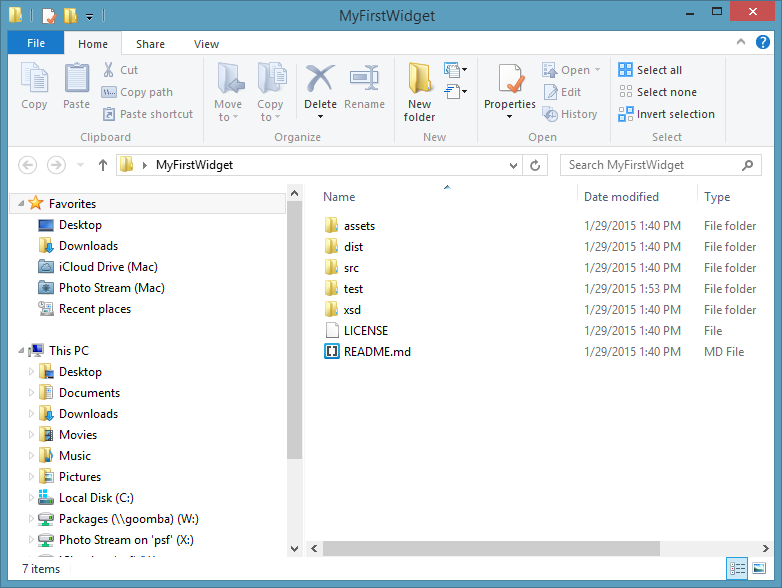 MyFirstWidget
File Home Share View
Copy
Paste
Cut
Copy path
Paste shortcut
Clipboard
Move to
Copy to
Delete
Rename
Organize
New folder
New
Properties
Open
Edit
History
Open
Select all
Select none
Invert selection
Select
MyFirstWidget
Search MyFirstWidget
Favorites
Desktop
Downloads
iCloud Drive (Mac)
Photo Stream (Mac)
Recent places
This PC
Desktop
Documents
Downloads
Movies
Music
Pictures
Local Disk (C:)
Packages (\\goomba) (W:)
Photo Stream on 'psf' (X:)
Name Date modified Type
assets 1/29/2015 1:40 PM File folder
dist 1/29/2015 1:40 PM File folder
src 1/29/2015 1:40 PM File folder
test 1/29/2015 1:53 PM File folder
xsd 1/29/2015 1:40 PM File folder
LICENSE 1/29/2015 1:40 PM File
README.md 1/29/2015 1:40 PM MD File
7 items